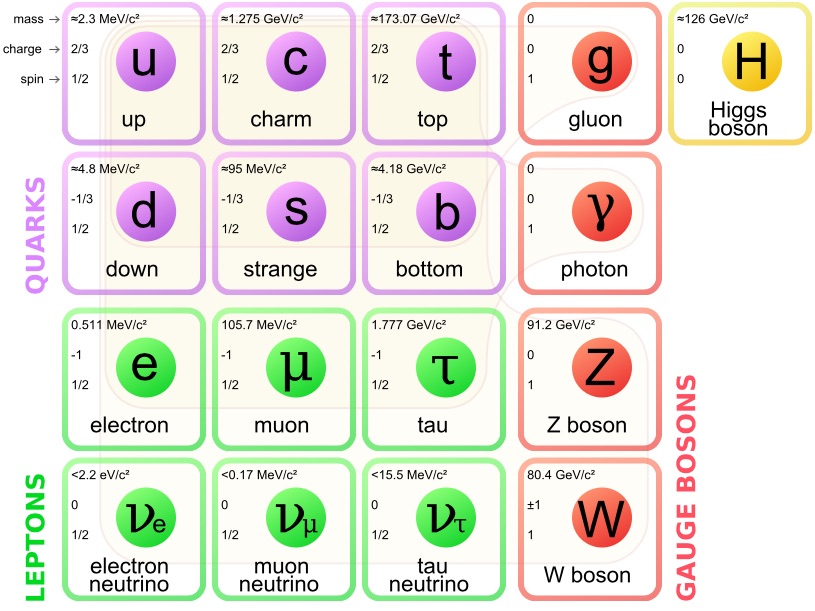 mass → ≈2.3 MeV/c² ≈1.275 GeV/c² ≈173.07 GeV/c² 0 ≈126 GeV/c²
charge → 2/3 2/3 2/3 0 0
spin → 1/2 1/2 1/2 1 0
u c t g H
up charm top gluon Higgs
boson
QUARKS
≈4.8 MeV/c² ≈95 MeV/c² ≈4.18 GeV/c² 0
-1/3 -1/3 -1/3 0
1/2 1/2 1/2 1
d s b γ
down strange bottom photon
0.511 MeV/c² 105.7 MeV/c² 1.777 GeV/c² 91.2 GeV/c²
-1 -1 -1 0
1/2 1/2 1/2 1
e μ τ Z
electron muon tau Z boson
LEPTONS
<2.2 eV/c² <0.17 MeV/c² <15.5 MeV/c² 80.4 GeV/c²
0 0 0 ±1
1/2 1/2 1/2 1
νe νμ ντ W
electron muon tau W boson
neutrino neutrino neutrino
GAUGE BOSONS